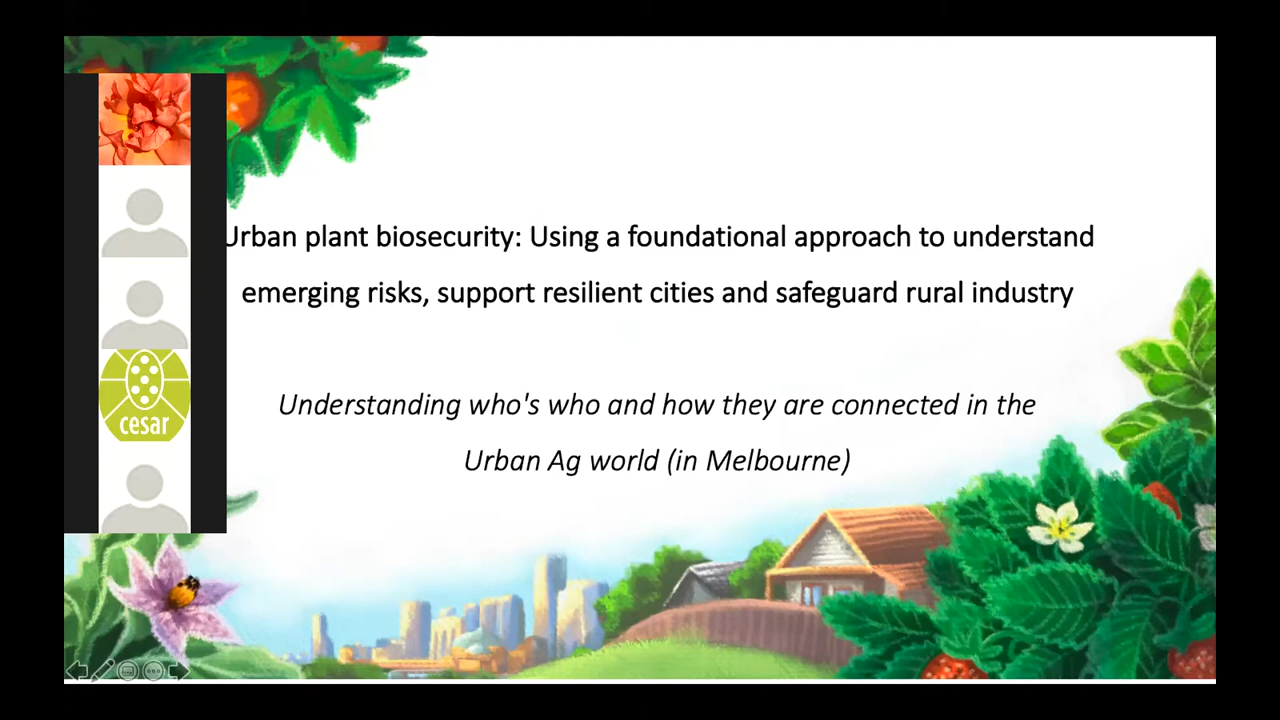 Urban plant biosecurity: Using a foundational approach to understand
emerging risks, support resilient cities and safeguard rural industry
Understanding who's who and how they are connected in the
Urban Ag world (in Melbourne)
cesar